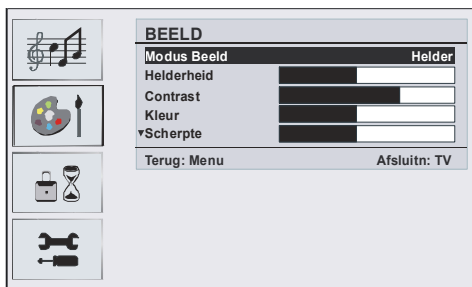 BEELD
Modus Beeld Helder
Helderheid
Contrast
Kleur
▾Scherpte
Terug: Menu Afsluitn: TV